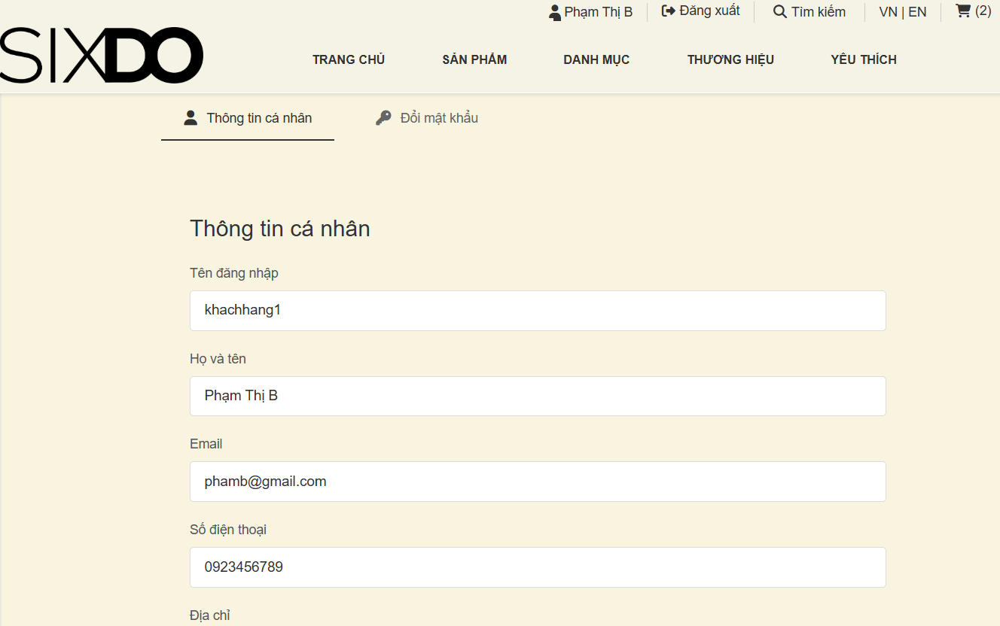 Phạm Thị B Đăng xuất Tìm kiếm VN | EN (2)
SIXDO
TRANG CHỦ SẢN PHẨM DANH MỤC THƯƠNG HIỆU YÊU THÍCH
Thông tin cá nhân Đổi mật khẩu
Thông tin cá nhân
Tên đăng nhập
khachhang1
Họ và tên
Phạm Thị B
Email
phamb@gmail.com
Số điện thoại
0923456789
Địa chỉ